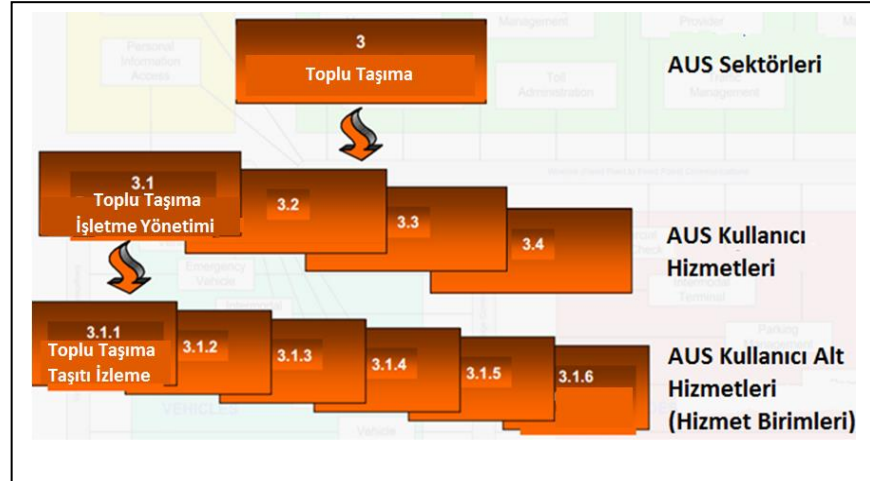 Management
Provider
Personal
Information
Access
3
Toplu Taşıma
AUS Sektörleri
Toll
Administration
Traffic
Management
3.1
Toplu Taşıma
İşletme Yönetimi
3.2
3.3
3.4
AUS Kullanıcı
Hizmetleri
Emergency
Vehicle
Intermodal
Terminal
Parking
Management
3.1.1
Toplu Taşıma
Taşıtı İzleme
3.1.2
3.1.3
3.1.4
3.1.5
3.1.6
AUS Kullanıcı Alt
Hizmetleri
(Hizmet Birimleri)
VEHICLES
Vehicle